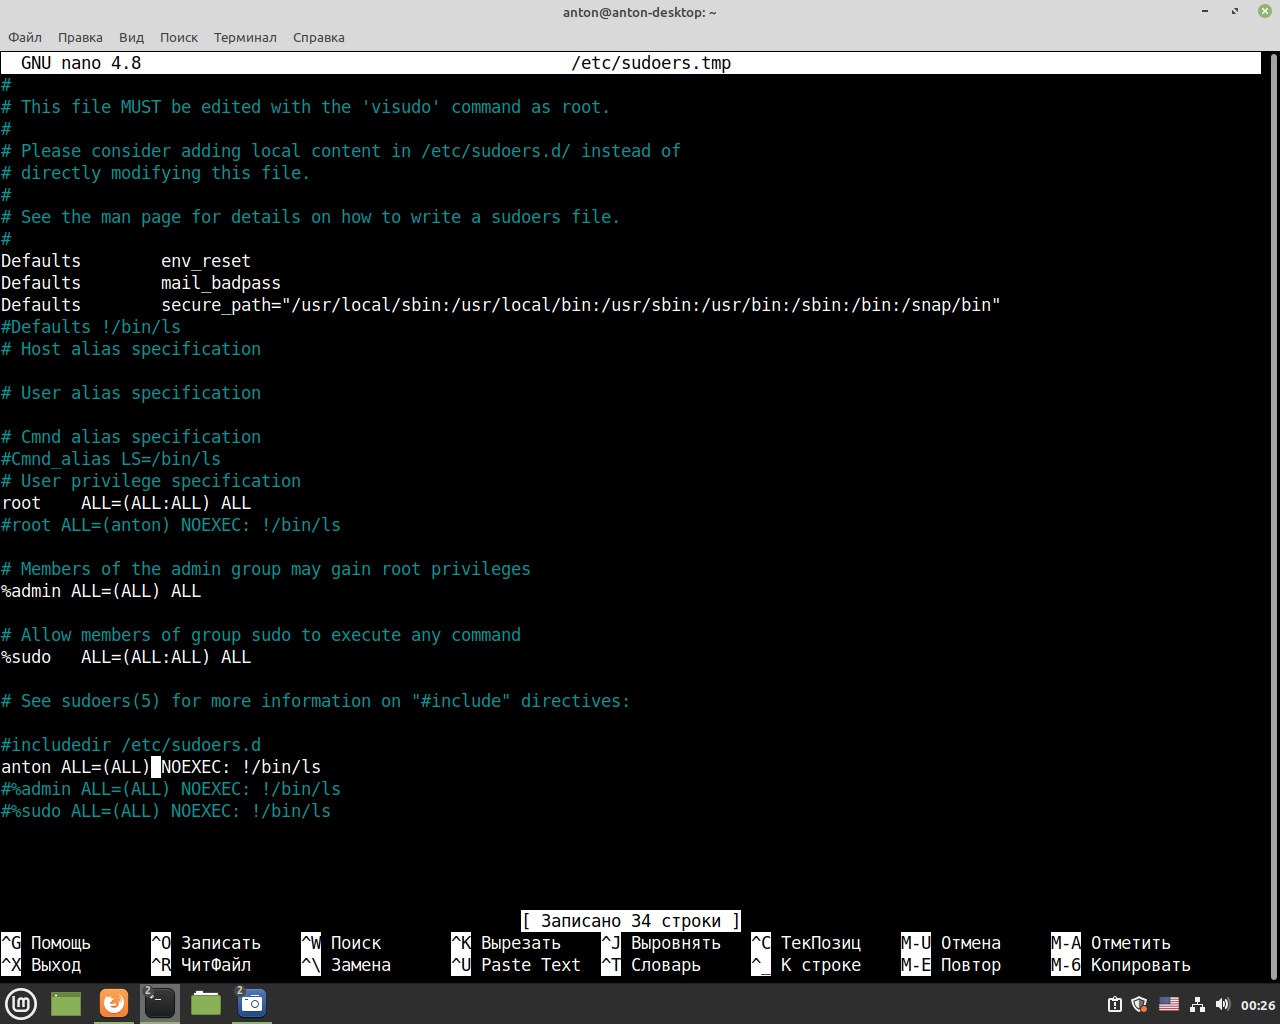 anton@anton-desktop: ~
Файл Правка Вид Поиск Терминал Справка
GNU nano 4.8 /etc/sudoers.tmp
#
# This file MUST be edited with the 'visudo' command as root.
#
# Please consider adding local content in /etc/sudoers.d/ instead of
# directly modifying this file.
#
# See the man page for details on how to write a sudoers file.
#
Defaults env_reset
Defaults mail_badpass
Defaults secure_path="/usr/local/sbin:/usr/local/bin:/usr/sbin:/usr/bin:/sbin:/bin:/snap/bin"
#Defaults !/bin/ls
# Host alias specification
# User alias specification
# Cmnd alias specification
#Cmnd_alias LS=/bin/ls
# User privilege specification
root ALL=(ALL:ALL) ALL
#root ALL=(anton) NOEXEC: !/bin/ls
# Members of the admin group may gain root privileges
%admin ALL=(ALL) ALL
# Allow members of group sudo to execute any command
%sudo ALL=(ALL:ALL) ALL
# See sudoers(5) for more information on "#include" directives:
#includedir /etc/sudoers.d
anton ALL=(ALL) NOEXEC: !/bin/ls
#%admin ALL=(ALL) NOEXEC: !/bin/ls
#%sudo ALL=(ALL) NOEXEC: !/bin/ls
[ Записано 34 строки ]
^G Помощь ^O Записать ^W Поиск ^K Вырезать ^J Выровнять ^C ТекПозиц M-U Отмена M-A Отметить
^X Выход ^R ЧитФайл ^\ Замена ^U Paste Text ^T Словарь ^_ К строке M-E Повтор M-6 Копировать
2 2 00:26